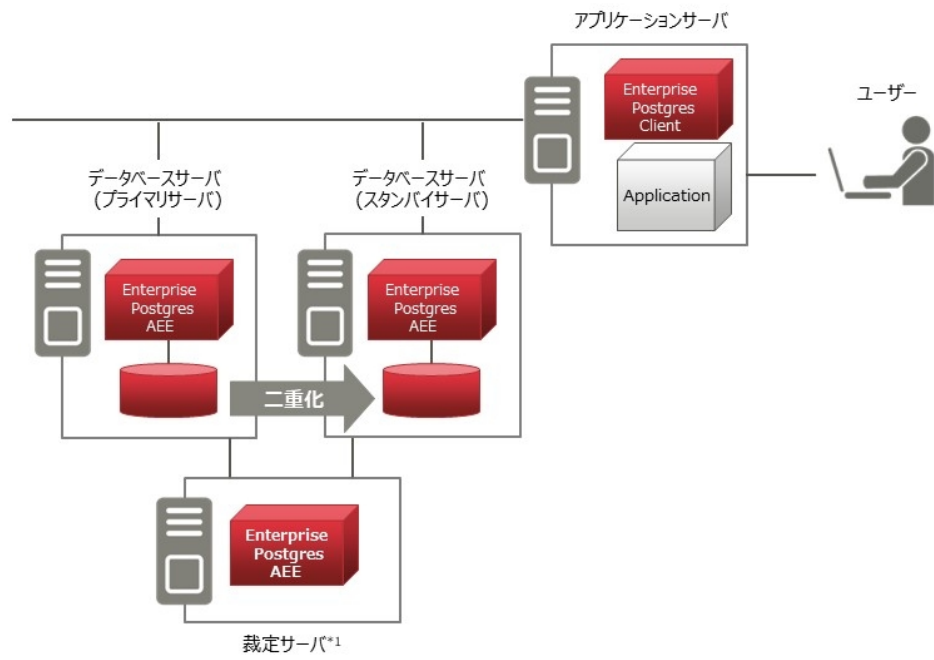 アプリケーションサーバ
Enterprise
Postgres
Client
Application
ユーザー
データベースサーバ
(プライマリサーバ)
Enterprise
Postgres
AEE
データベースサーバ
(スタンバイサーバ)
Enterprise
Postgres
AEE
二重化
Enterprise
Postgres
AEE
裁定サーバ*1